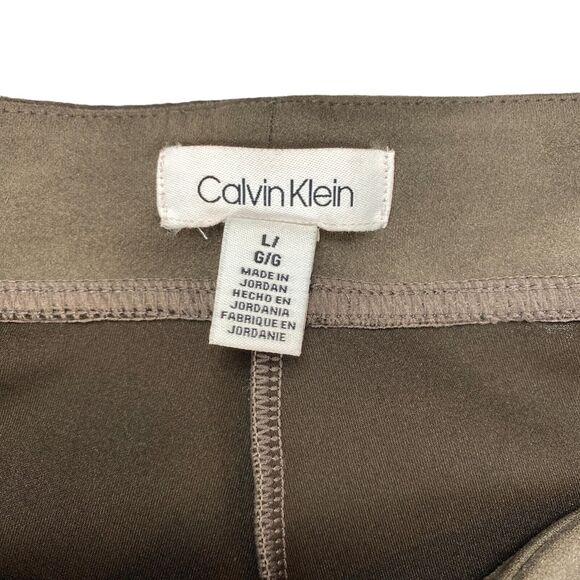 Calvin Klein
L/
G/G
MADE IN
JORDAN
HECHO EN
JORDANIA
FABRIQUE EN
JORDANIE